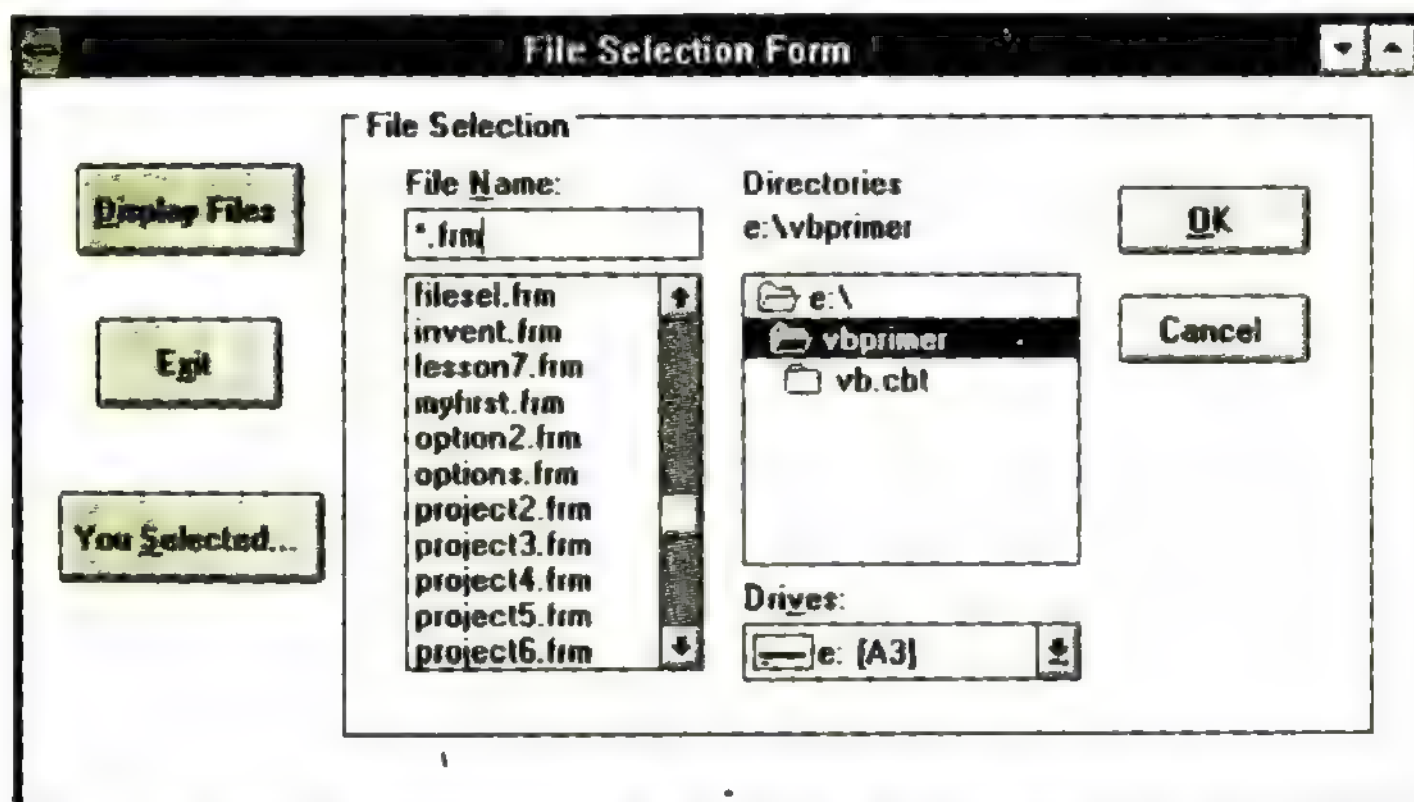 File Selection Form
File Selection
Display Files
Exit
You Selected...
File Name:
*.frm
filesel.frm
invent.frm
lesson7.frm
myfirst.frm
option2.frm
options.frm
project2.frm
project3.frm
project4.frm
project5.frm
project6.frm
Directories
e:\vbprimer
e:\
vbprimer
vb.cbt
Drives:
e: [A3]
OK
Cancel